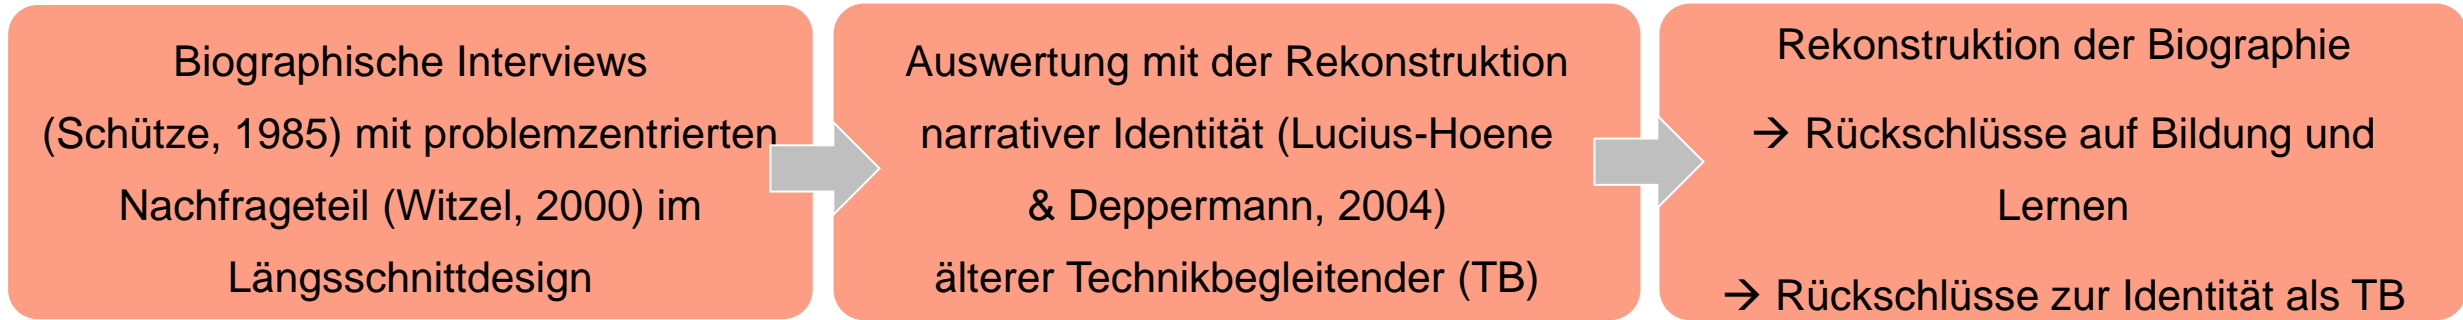 Biographische Interviews
(Schütze, 1985) mit problemzentrierten
Nachfrageteil (Witzel, 2000) im
Längsschnittdesign
Auswertung mit der Rekonstruktion
narrativer Identität (Lucius-Hoene
& Deppermann, 2004)
älterer Technikbegleitender (TB)
Rekonstruktion der Biographie
→ Rückschlüsse auf Bildung und
Lernen
→ Rückschlüsse zur Identität als TB